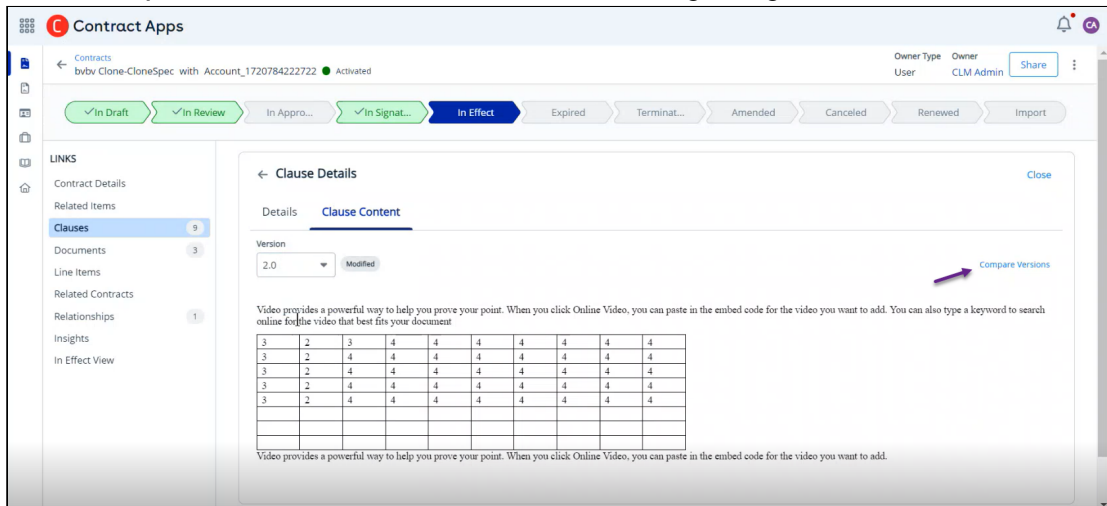 Contract Apps
CA
Contracts
bvbv Clone-CloneSpec with Account_1720784222722 Activated
Owner Type Owner
User CLM Admin
Share
In Draft In Review In Appro... In Signat... In Effect Expired Terminat... Amended Canceled Renewed Import
LINKS
Contract Details
Related Items
Clauses 9
Documents 3
Line Items
Related Contracts
Relationships 1
Insights
In Effect View
Clause Details
Close
Details Clause Content
Version
2.0 Modified
Compare Versions
Video provides a powerful way to help you prove your point. When you click Online Video, you can paste in the embed code for the video you want to add. You can also type a keyword to search
online for the video that best fits your document
3 2 3 4 4 4 4 4 4 4
3 2 4 4 4 4 4 4 4 4
3 2 4 4 4 4 4 4 4 4
3 2 4 4 4 4 4 4 4 4
3 2 4 4 4 4 4 4 4 4
Video provides a powerful way to help you prove your point. When you click Online Video, you can paste in the embed code for the video you want to add.